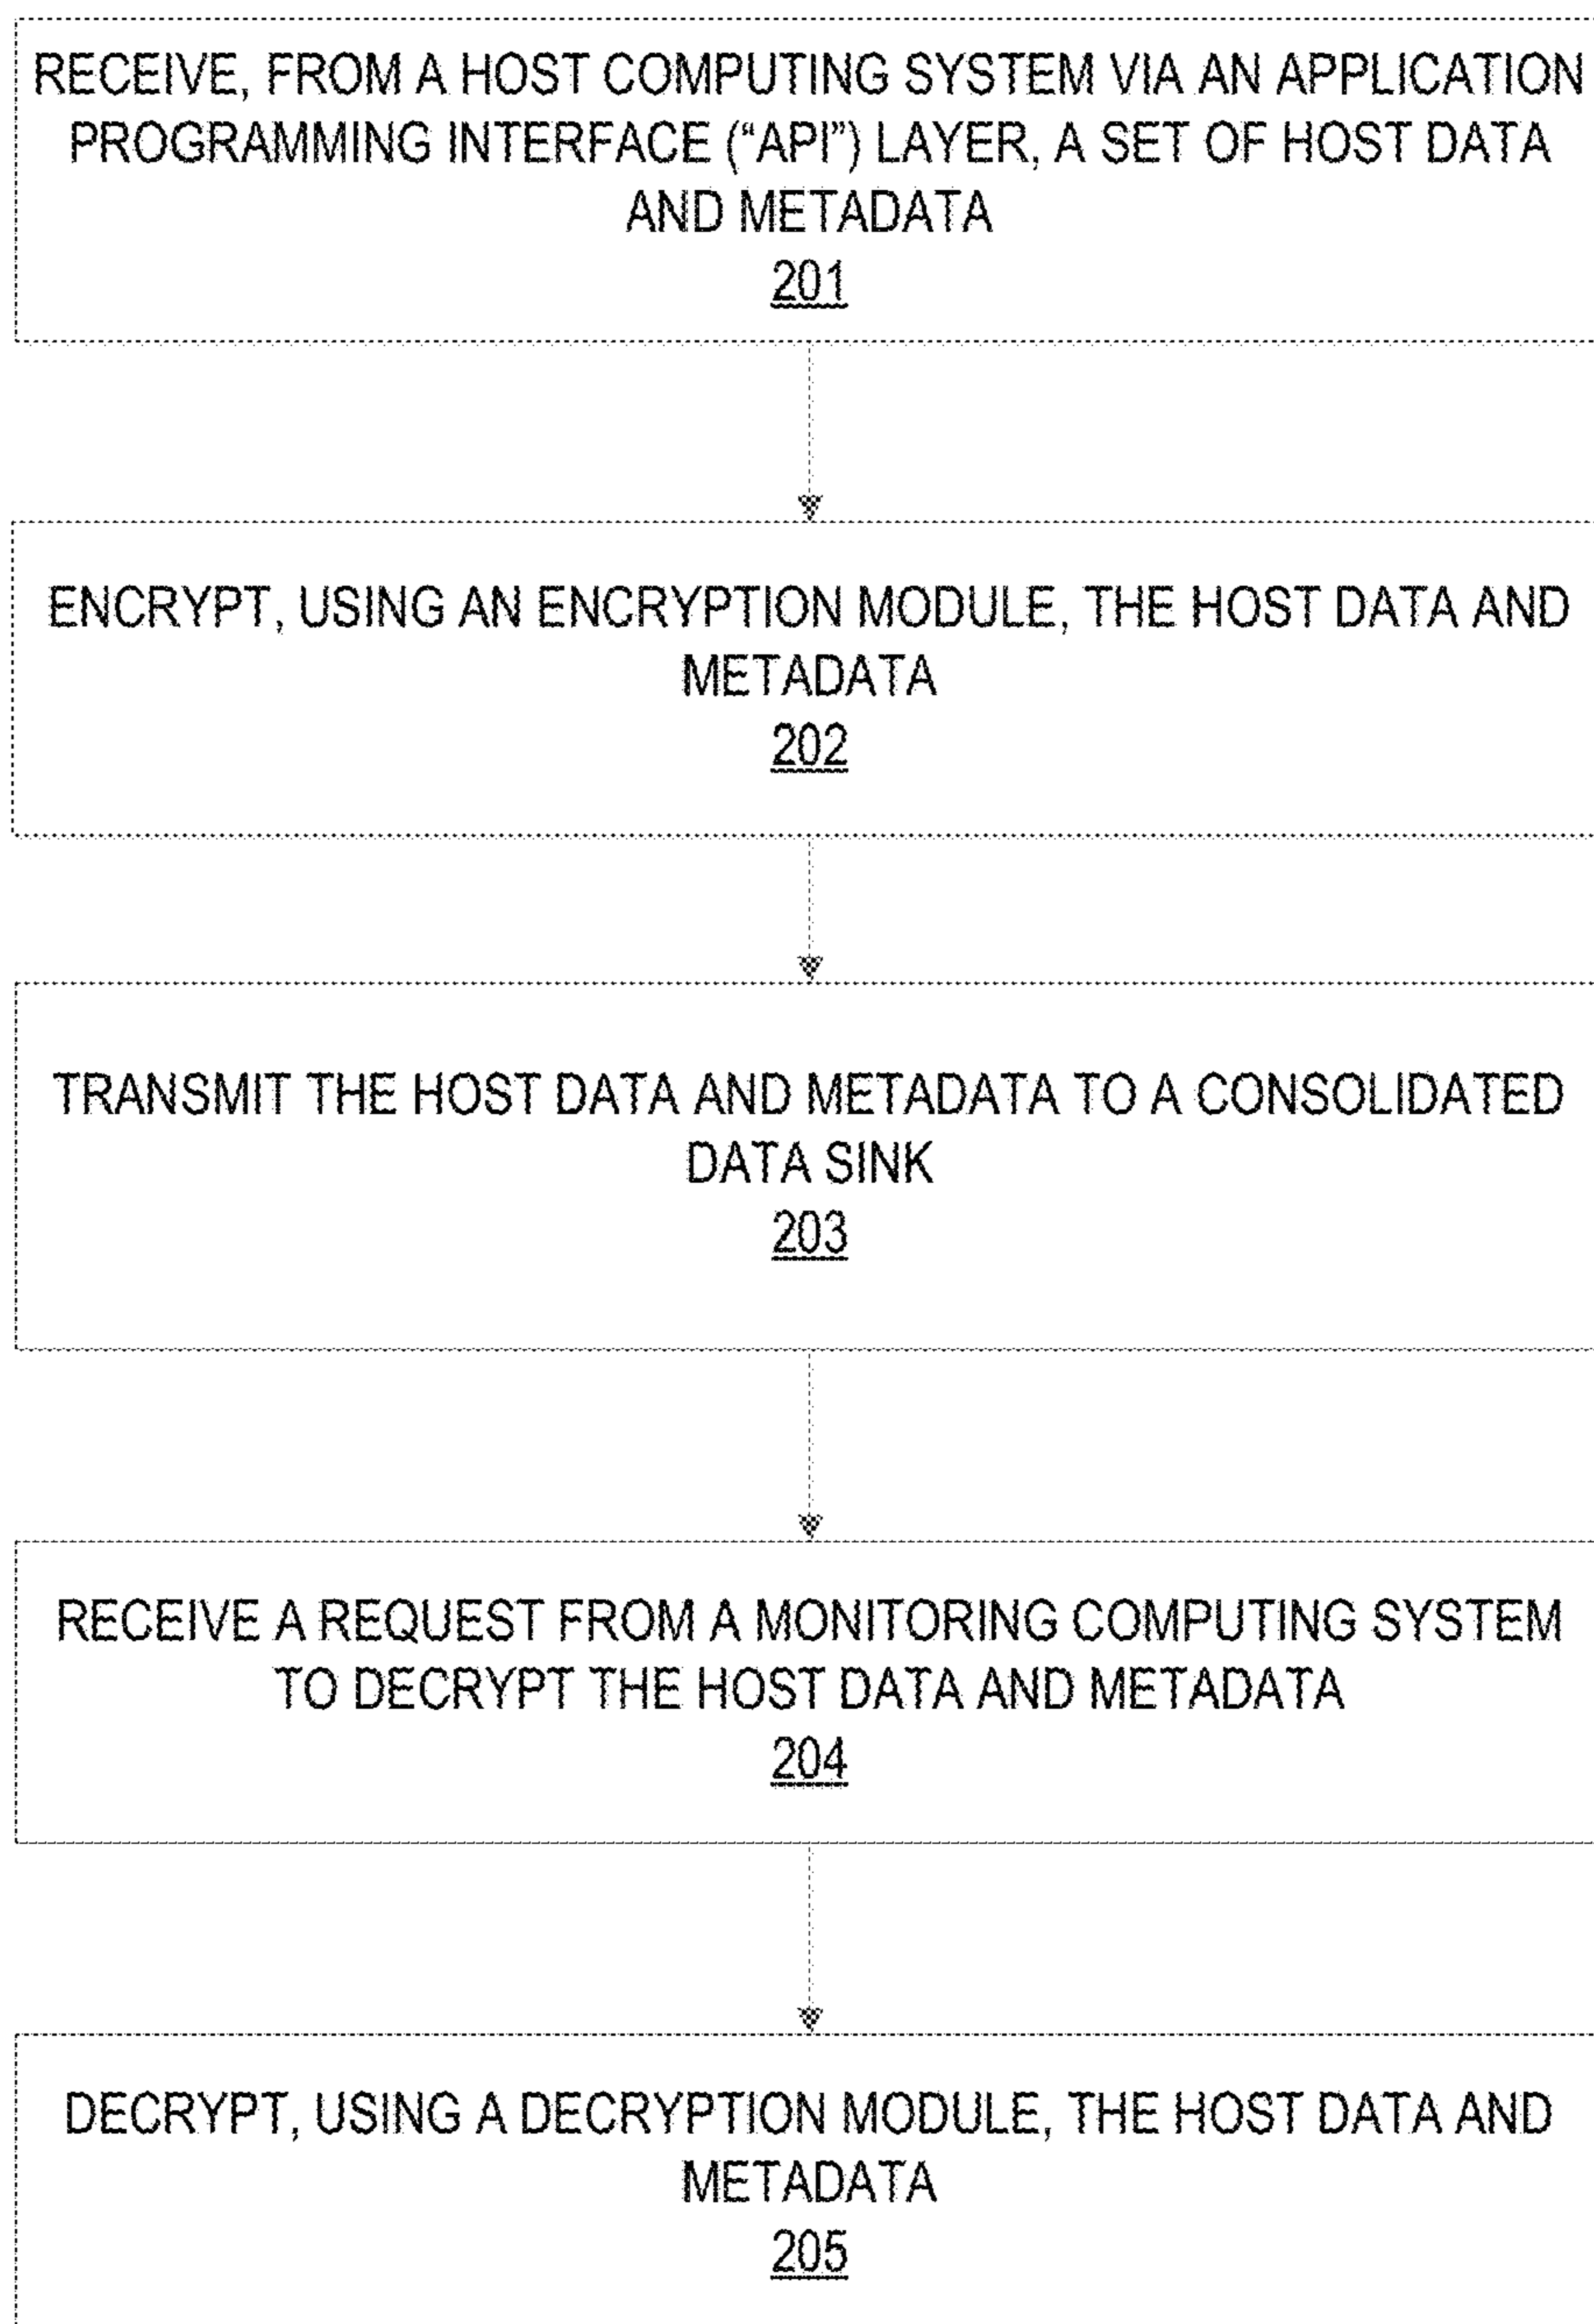 RECEIVE, FROM A HOST COMPUTING SYSTEM VIA AN APPLICATION
PROGRAMMING INTERFACE (“API”) LAYER, A SET OF HOST DATA
AND METADATA
201
ENCRYPT, USING AN ENCRYPTION MODULE, THE HOST DATA AND
METADATA
202
TRANSMIT THE HOST DATA AND METADATA TO A CONSOLIDATED
DATA SINK
203
RECEIVE A REQUEST FROM A MONITORING COMPUTING SYSTEM
TO DECRYPT THE HOST DATA AND METADATA
204
DECRYPT, USING A DECRYPTION MODULE, THE HOST DATA AND
METADATA
205